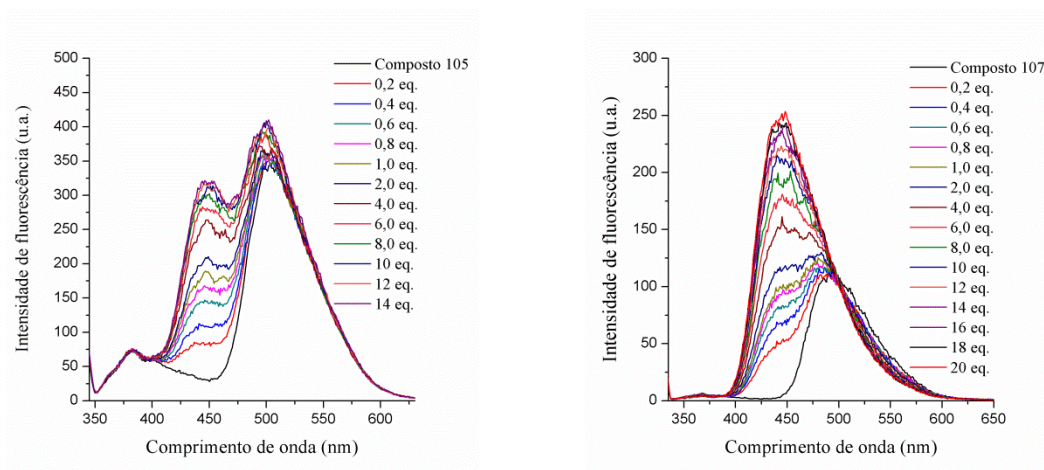 Intensidade de fluorescência (u.a.)
500
450
400
350
300
250
200
150
100
50
0
350 400 450 500 550 600
Comprimento de onda (nm)
Composto 105
0,2 eq.
0,4 eq.
0,6 eq.
0,8 eq.
1,0 eq.
2,0 eq.
4,0 eq.
6,0 eq.
8,0 eq.
10 eq.
12 eq.
14 eq.
Intensidade de fluorescência (u.a.)
300
250
200
150
100
50
0
350 400 450 500 550 600 650
Comprimento de onda (nm)
Composto 107
0,2 eq.
0,4 eq.
0,6 eq.
0,8 eq.
1,0 eq.
2,0 eq.
4,0 eq.
6,0 eq.
8,0 eq.
10 eq.
12 eq.
14 eq.
16 eq.
18 eq.
20 eq.